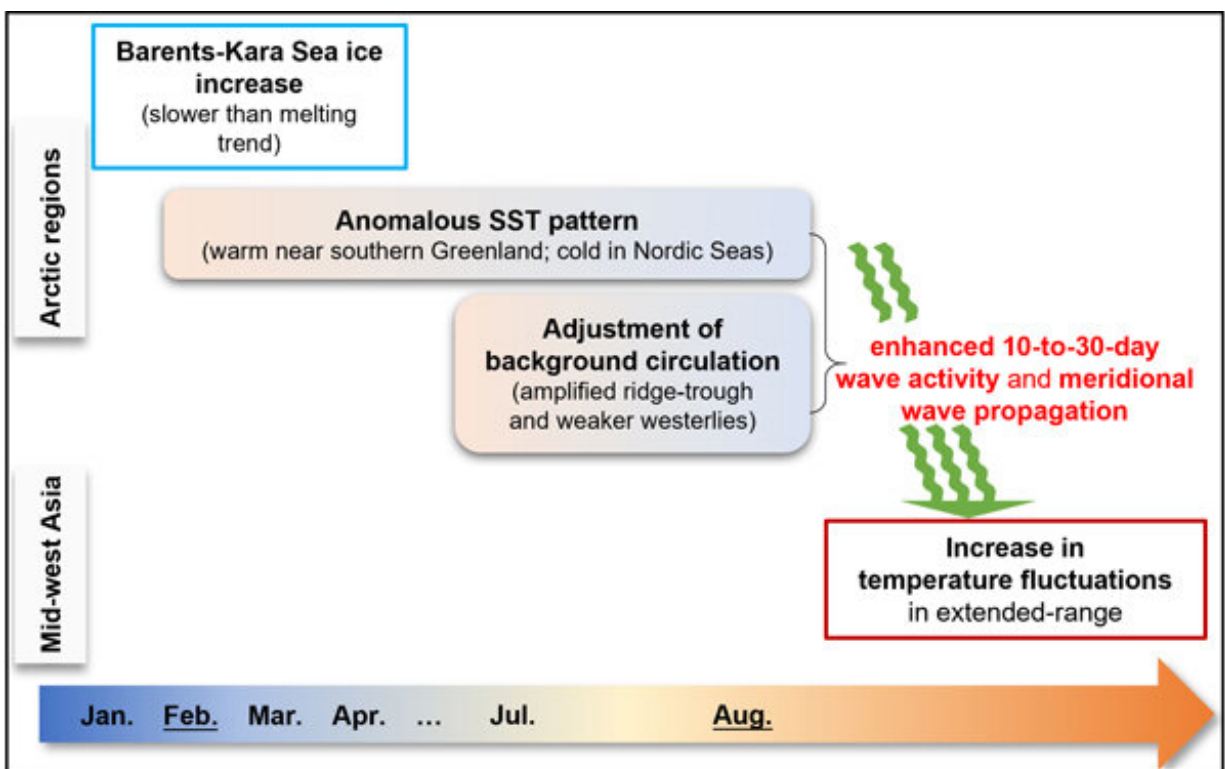 Arctic regions
Barents-Kara Sea ice
increase
(slower than melting
trend)
Anomalous SST pattern
(warm near southern Greenland; cold in Nordic Seas)
Adjustment of
background circulation
(amplified ridge-trough
and weaker westerlies)
enhanced 10-to-30-day
wave activity and meridional
wave propagation
Mid-west Asia
Increase in
temperature fluctuations
in extended-range
Jan. Feb. Mar. Apr. ... Jul. Aug.